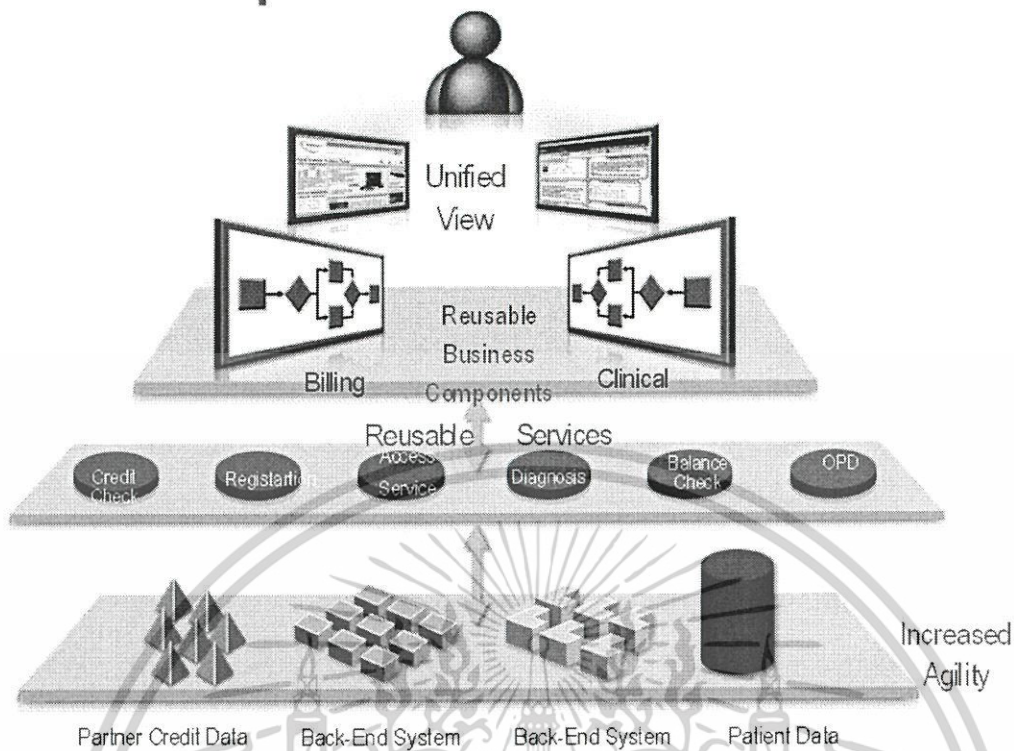 Unified
View
Reusable
Business
Components
Billing
Clinical
Reusable Services
Credit
Check
Registartion
Access
Service
Diagnosis
Balance
Check
OPD
Increased
Agility
Partner Credit Data
Back-End System
Back-End System
Patient Data